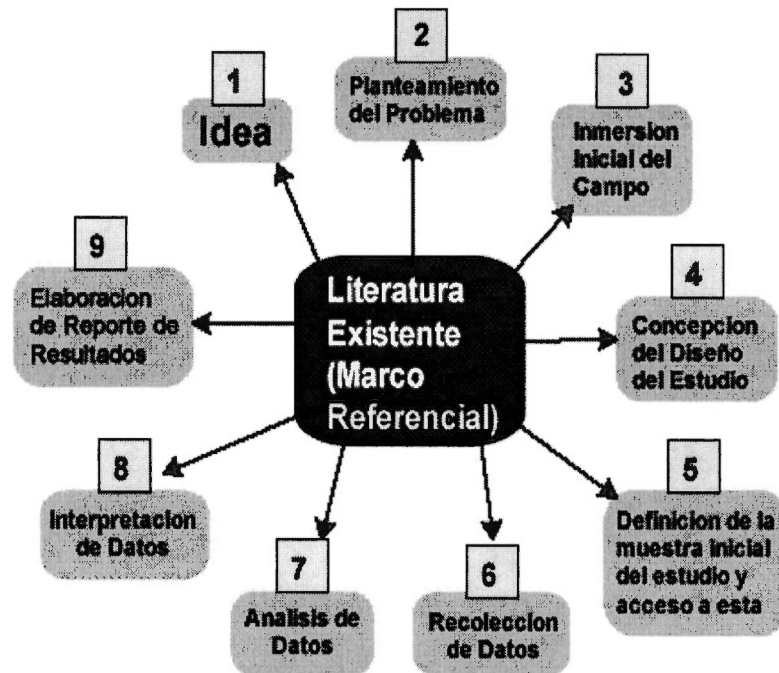 1
Idea
2
Planteamiento
del Problema
3
Inmersion
Inicial del
Campo
4
Concepcion
del Diseño
del Estudio
5
Definicion de la
muestra inicial
del estudio y
acceso a esta
6
Recoleccion
de Datos
7
Analisis de
Datos
8
Interpretacion
de Datos
9
Elaboracion
de Reporte de
Resultados
Literatura
Existente
(Marco
Referencial)